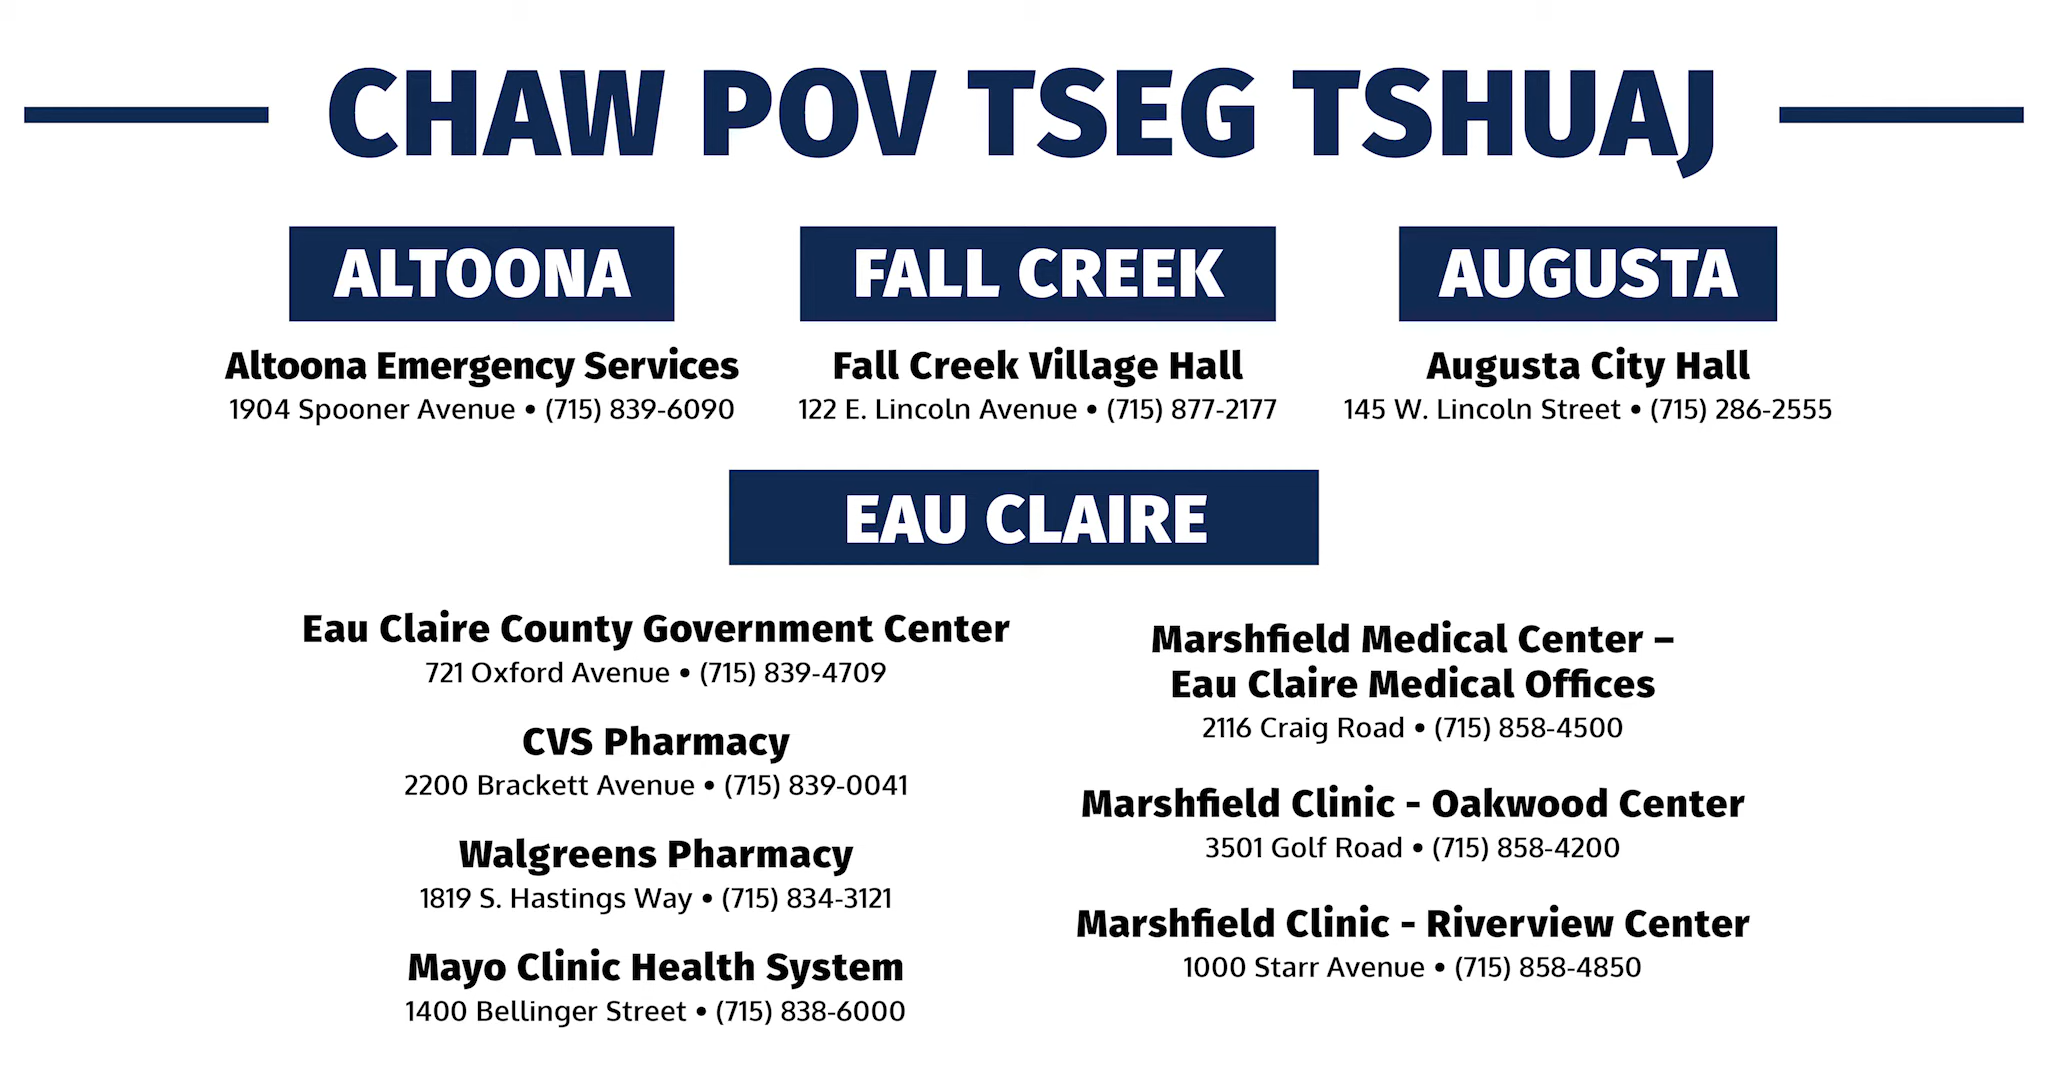 CHAW POV TSEG TSHUAJ
ALTOONA
Altoona Emergency Services
1904 Spooner Avenue • (715) 839-6090
FALL CREEK
Fall Creek Village Hall
122 E. Lincoln Avenue • (715) 877-2177
AUGUSTA
Augusta City Hall
145 W. Lincoln Street • (715) 286-2555
EAU CLAIRE
Eau Claire County Government Center
721 Oxford Avenue • (715) 839-4709
CVS Pharmacy
2200 Brackett Avenue • (715) 839-0041
Walgreens Pharmacy
1819 S. Hastings Way • (715) 834-3121
Mayo Clinic Health System
1400 Bellinger Street • (715) 838-6000
Marshfield Medical Center –
Eau Claire Medical Offices
2116 Craig Road • (715) 858-4500
Marshfield Clinic - Oakwood Center
3501 Golf Road • (715) 858-4200
Marshfield Clinic - Riverview Center
1000 Starr Avenue • (715) 858-4850